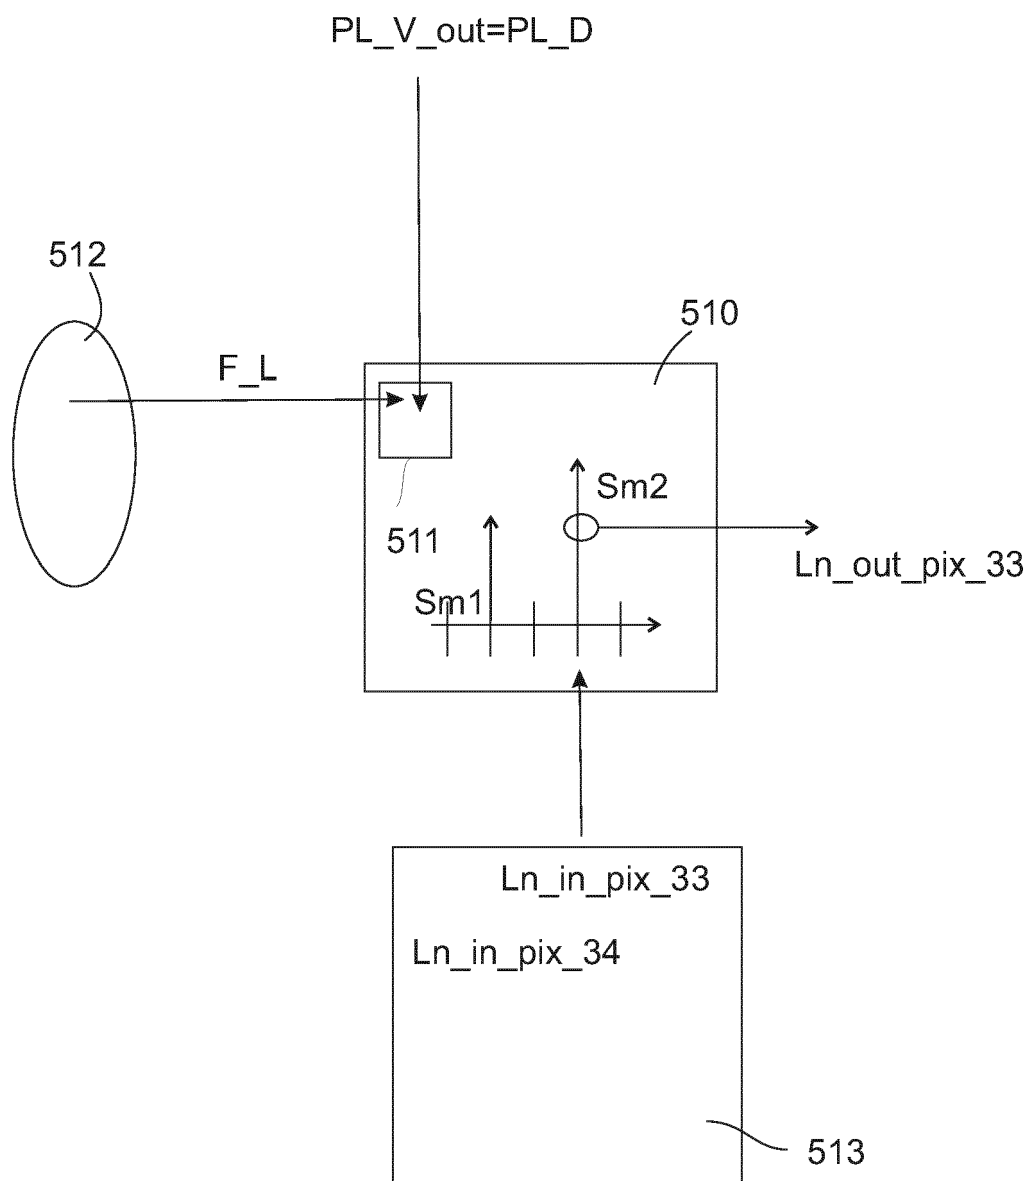 PL_V_out=PL_D
512
510
F_L
Sm2
511
Ln_out_pix_33
Sm1
Ln_in_pix_33
Ln_in_pix_34
513